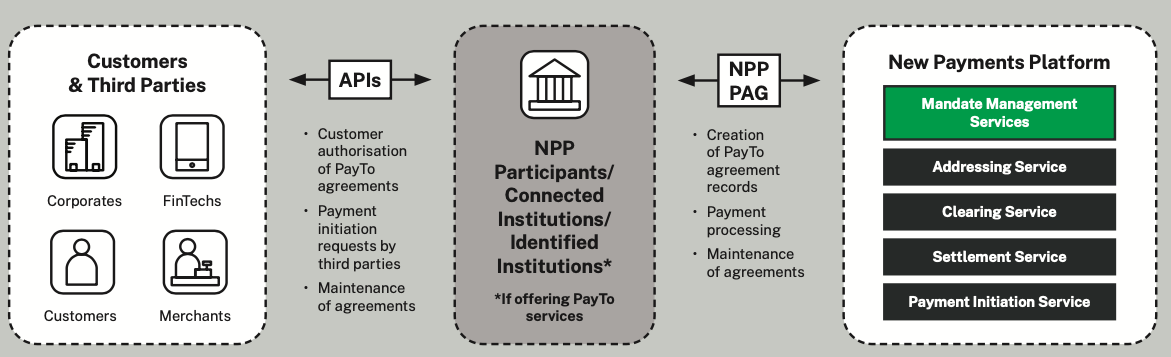 Customers
& Third Parties
Corporates
FinTechs
Customers
Merchants
APIs
• Customer
authorisation
of PayTo
agreements
• Payment
initiation
requests by
third parties
• Maintenance
of agreements
NPP
Participants/
Connected
Institutions/
Identified
Institutions*
*If offering PayTo
services
NPP
PAG
• Creation
of PayTo
agreement
records
• Payment
processing
• Maintenance
of agreements
New Payments Platform
Mandate Management
Services
Addressing Service
Clearing Service
Settlement Service
Payment Initiation Service